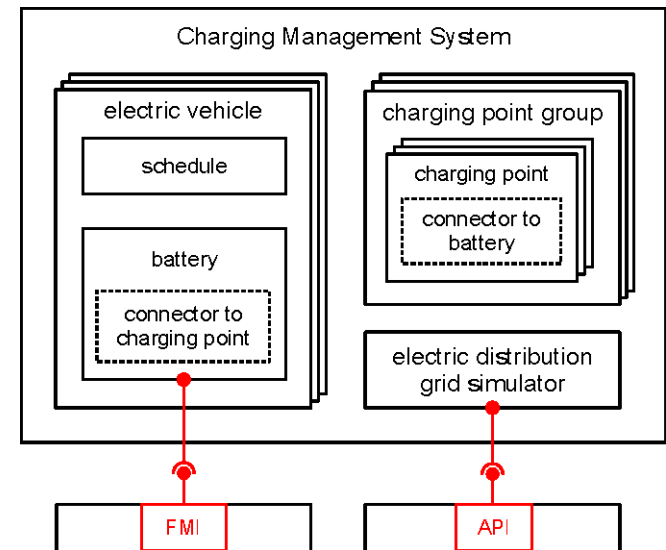 Charging Management System
electric vehicle
schedule
battery
connector to
charging point
charging point group
charging point
connector to
battery
electric distribution
grid simulator
FMI
API